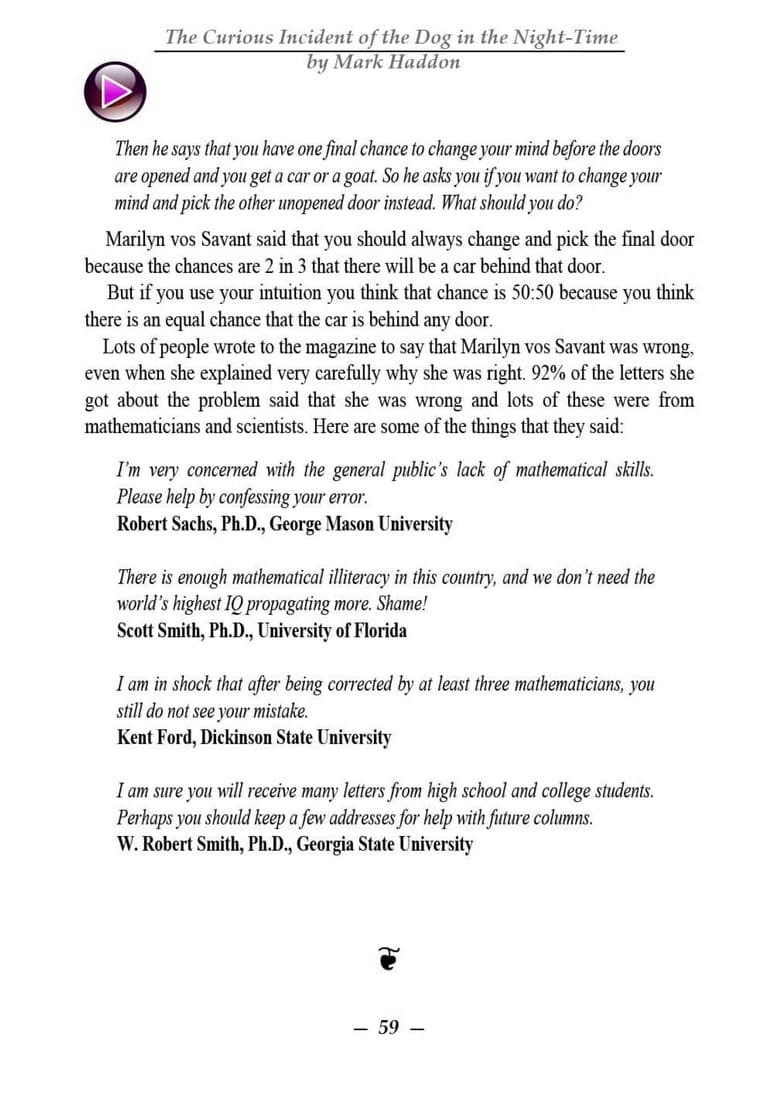 The Curious Incident of the Dog in the Night-Time
by Mark Haddon
Then he says that you have one final chance to change your mind before the doors
are opened and you get a car or a goat. So he asks you if you want to change your
mind and pick the other unopened door instead. What should you do?
Marilyn vos Savant said that you should always change and pick the final door
because the chances are 2 in 3 that there will be a car behind that door.
But if you use your intuition you think that chance is 50:50 because you think
there is an equal chance that the car is behind any door.
Lots of people wrote to the magazine to say that Marilyn vos Savant was wrong,
even when she explained very carefully why she was right. 92% of the letters she
got about the problem said that she was wrong and lots of these were from
mathematicians and scientists. Here are some of the things that they said:
I’m very concerned with the general public’s lack of mathematical skills.
Please help by confessing your error.
Robert Sachs, Ph.D., George Mason University
There is enough mathematical illiteracy in this country, and we don’t need the
world’s highest IQ propagating more. Shame!
Scott Smith, Ph.D., University of Florida
I am in shock that after being corrected by at least three mathematicians, you
still do not see your mistake.
Kent Ford, Dickinson State University
I am sure you will receive many letters from high school and college students.
Perhaps you should keep a few addresses for help with future columns.
W. Robert Smith, Ph.D., Georgia State University
– 59 –